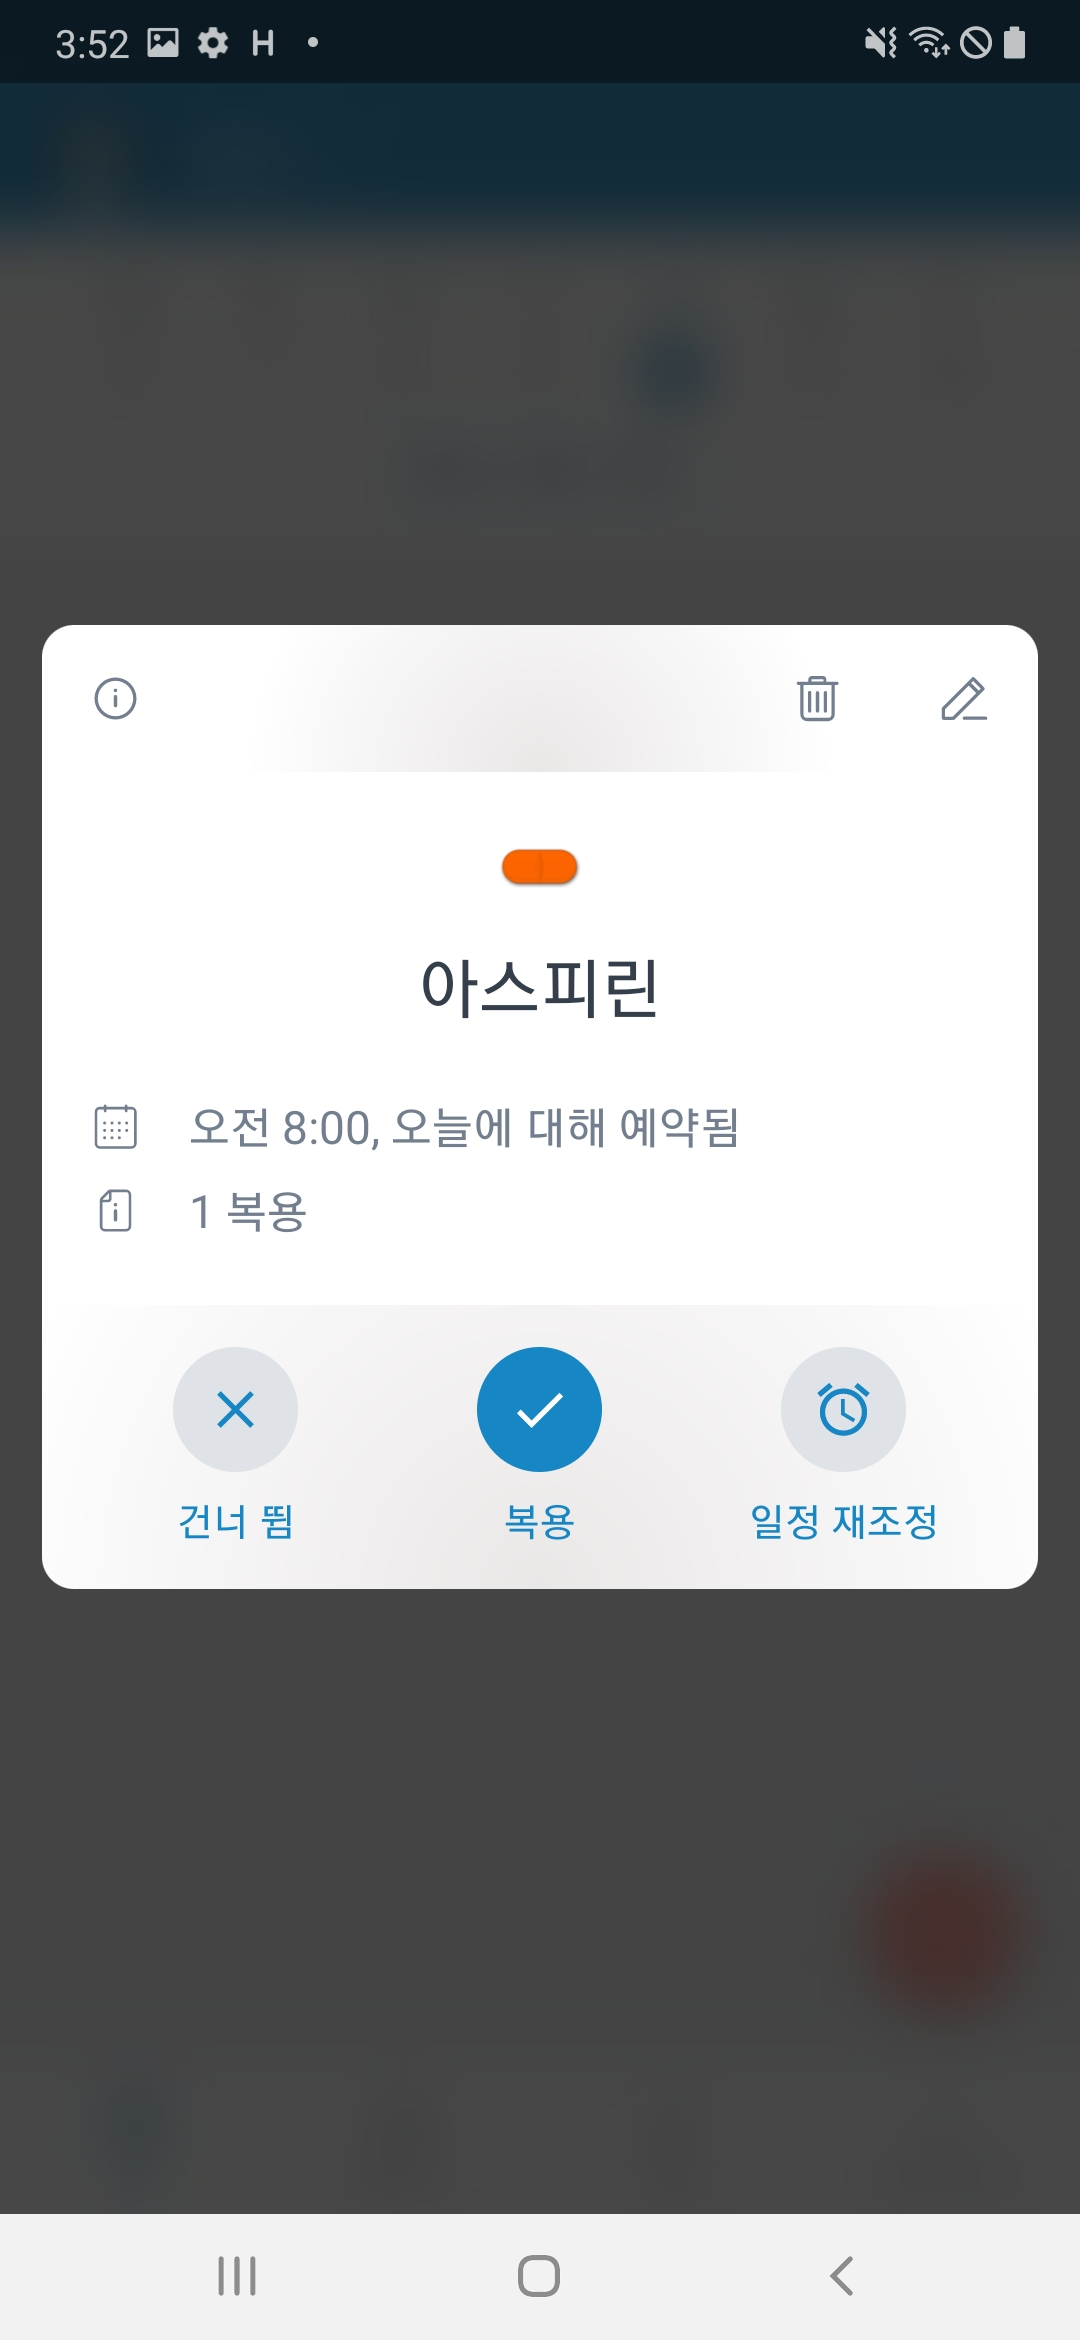 3:52
아스피린
오전 8:00, 오늘에 대해 예약됨
1 복용
건너 뜀
복용
일정 재조정